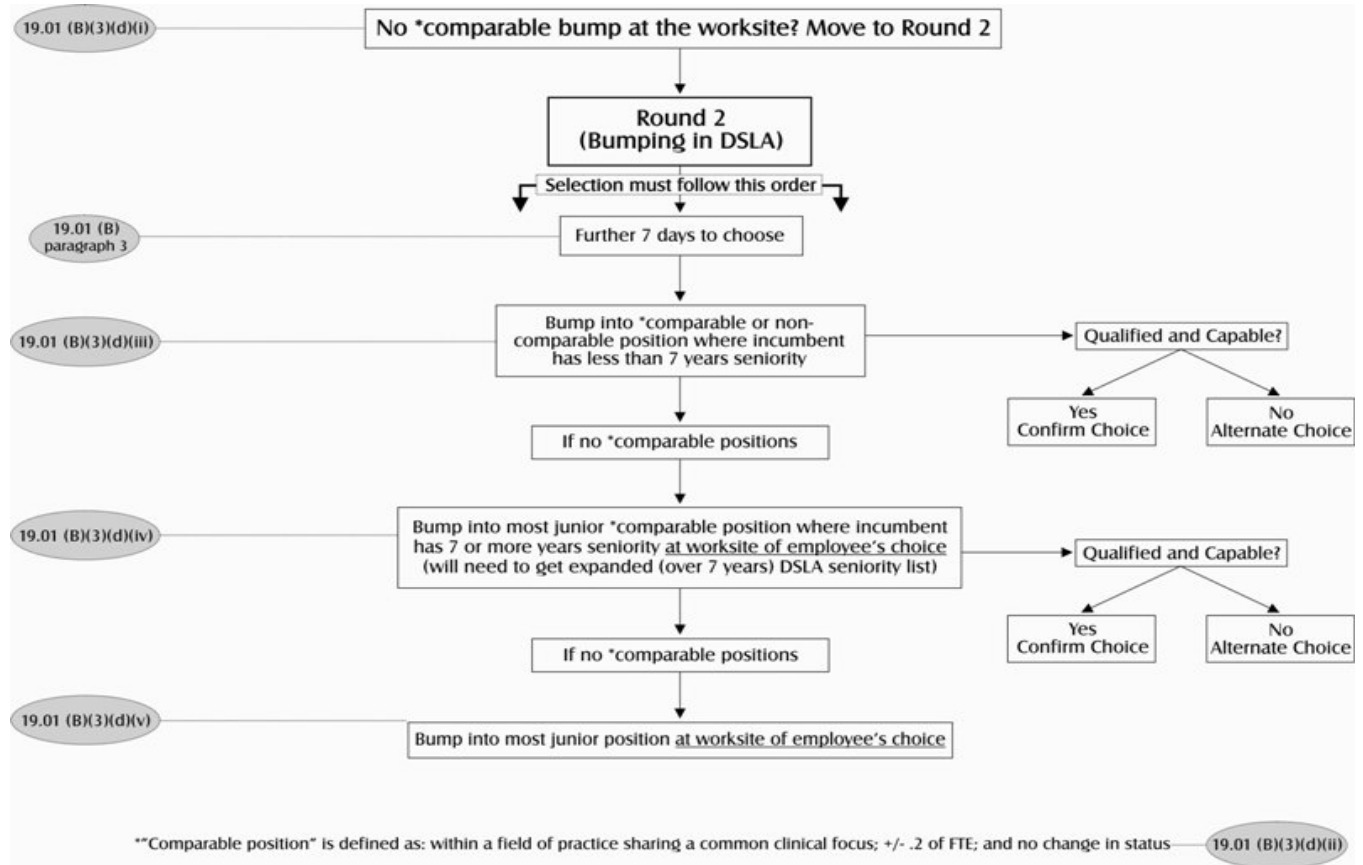 19.01 (B)(3)(d)(i)
No *comparable bump at the worksite? Move to Round 2
Round 2
(Bumping in DSLA)
Selection must follow this order
19.01 (B)
paragraph 3
Further 7 days to choose
19.01 (B)(3)(d)(iii)
Bump into *comparable or non-
comparable position where incumbent
has less than 7 years seniority
Qualified and Capable?
Yes
Confirm Choice
No
Alternate Choice
If no *comparable positions
19.01 (B)(3)(d)(iv)
Bump into most junior *comparable position where incumbent
has 7 or more years seniority at worksite of employee's choice
(will need to get expanded (over 7 years) DSLA seniority list)
Qualified and Capable?
Yes
Confirm Choice
No
Alternate Choice
If no *comparable positions
19.01 (B)(3)(d)(v)
Bump into most junior position at worksite of employee's choice
*"Comparable position" is defined as: within a field of practice sharing a common clinical focus; +/- .2 of FTE; and no change in status
19.01 (B)(3)(d)(ii)